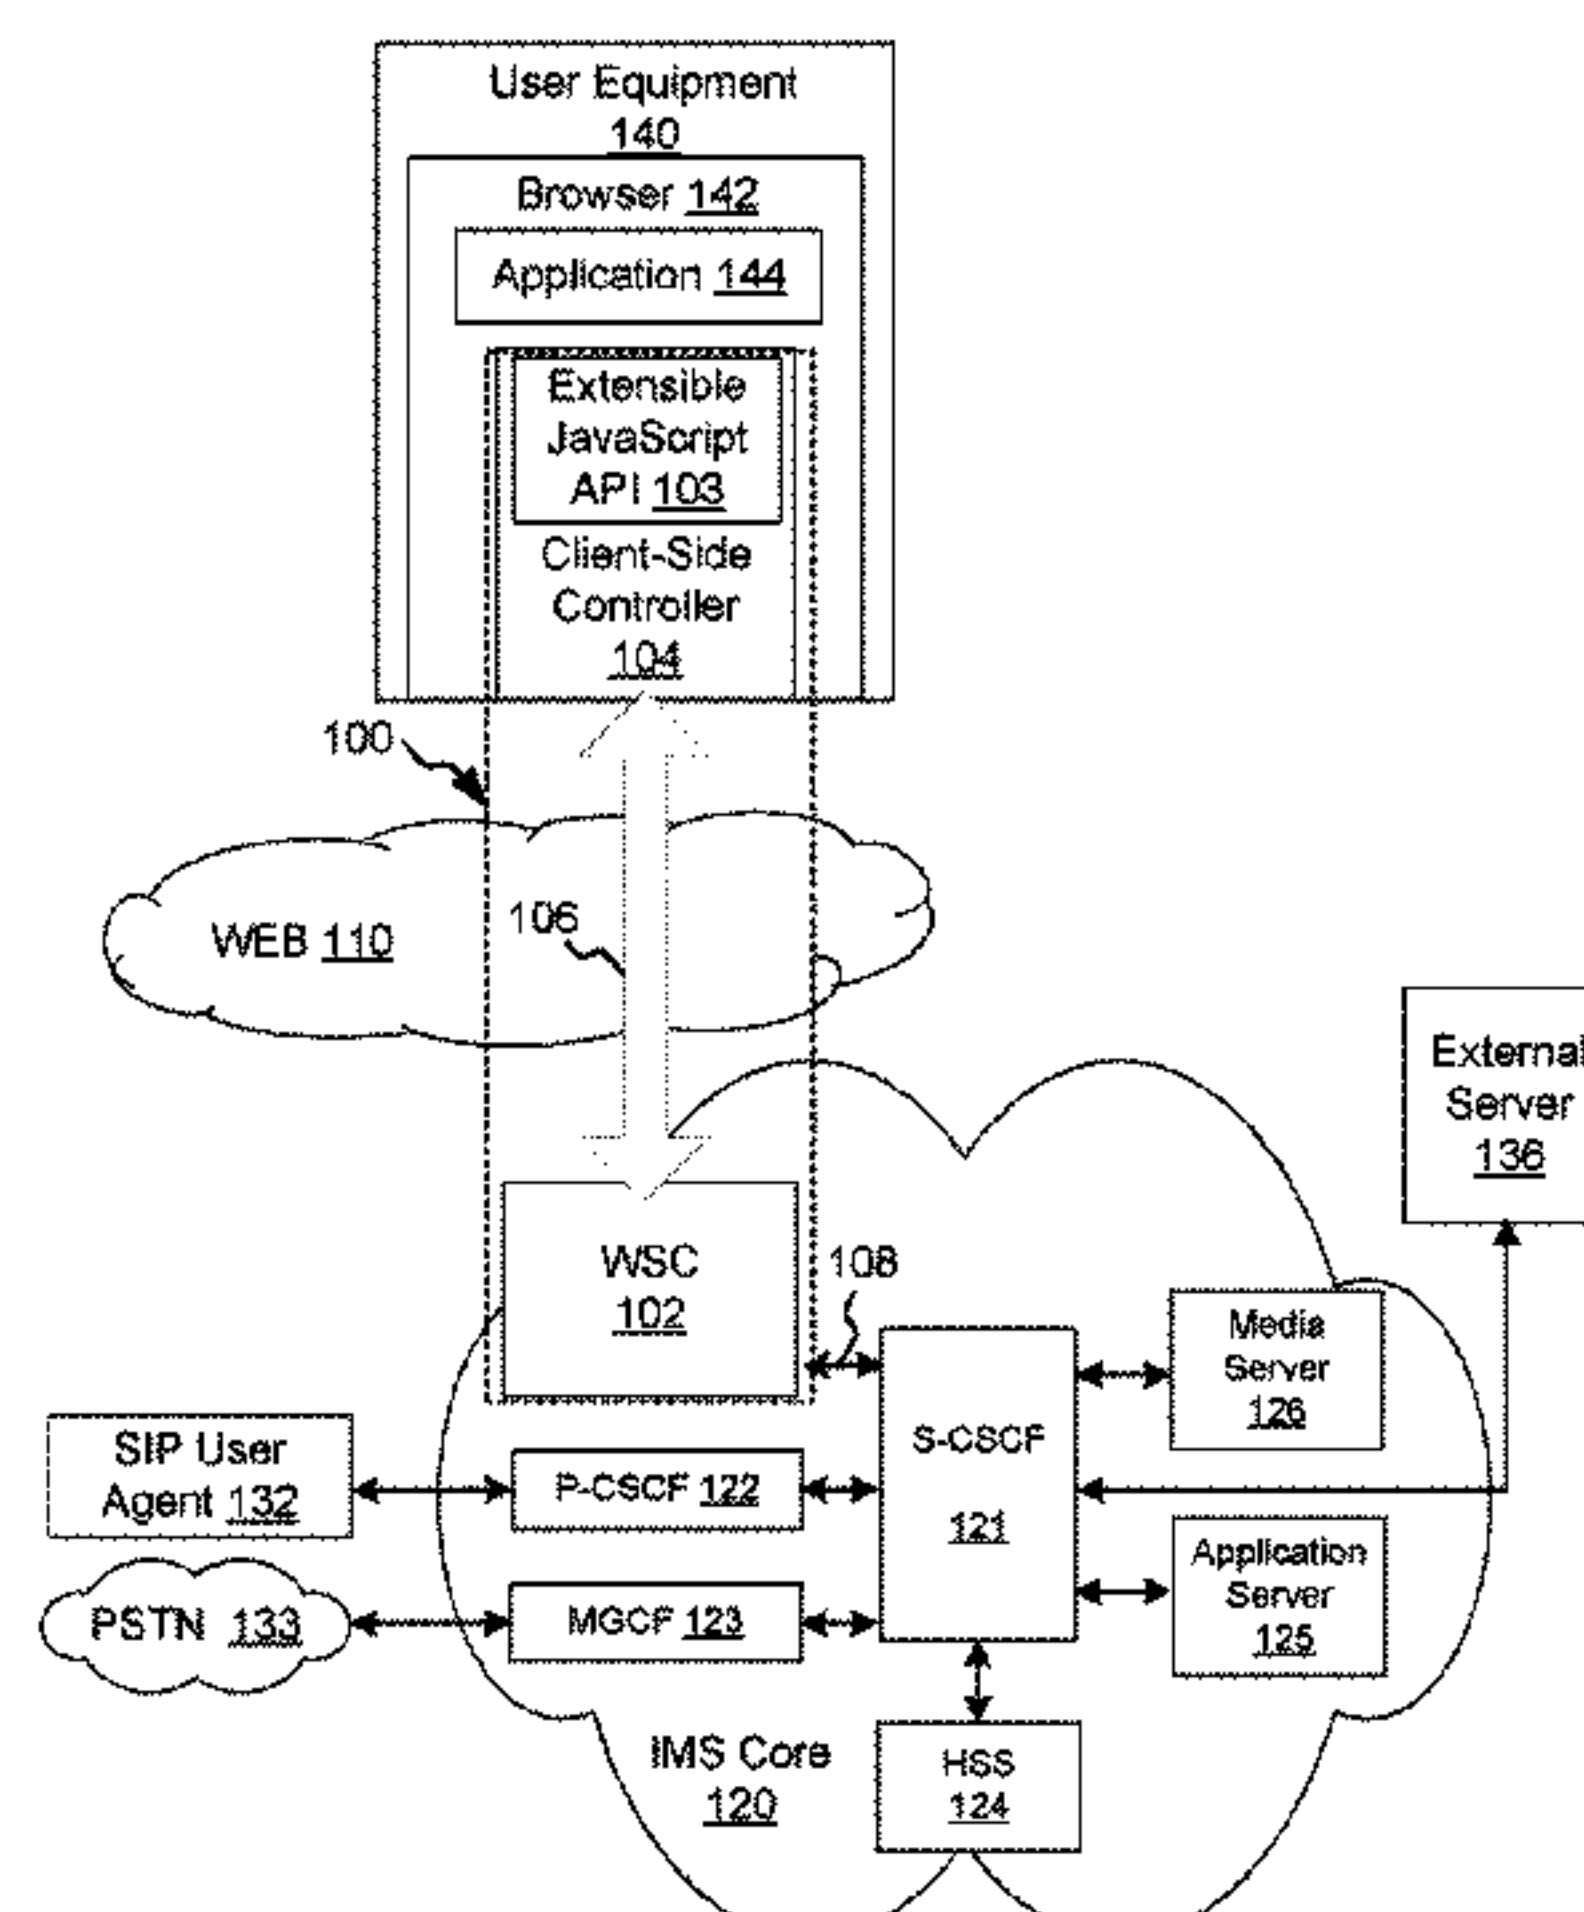 User Equipment
140
Browser 142
Application 144
Extensible
JavaScript
API 103
Client-Side
Controller
104
100
106
WEB 110
External
Server
136
WSC
102
108
Media
Server
126
S-CSCF
121
SIP User
Agent 132
P-CSCF 122
Application
Server
125
PSTN 133
MGCF 123
IMS Core
120
HSS
124